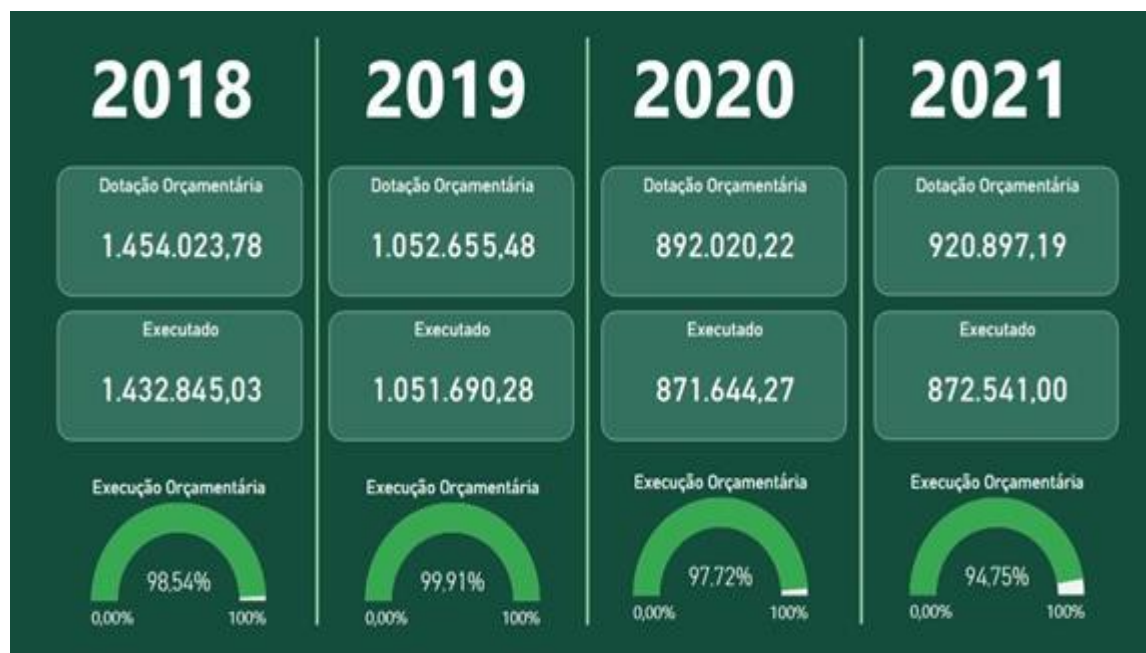 2018
Dotação Orçamentária
1.454.023,78
Executado
1.432.845,03
Execução Orçamentária
98,54%
0,00%
100%
2019
Dotação Orçamentária
1.052.655,48
Executado
1.051.690,28
Execução Orçamentária
99,91%
0,00%
100%
2020
Dotação Orçamentária
892.020,22
Executado
871.644,27
Execução Orçamentária
97,72%
0,00%
100%
2021
Dotação Orçamentária
920.897,19
Executado
872.541,00
Execução Orçamentária
94,75%
0,00%
100%